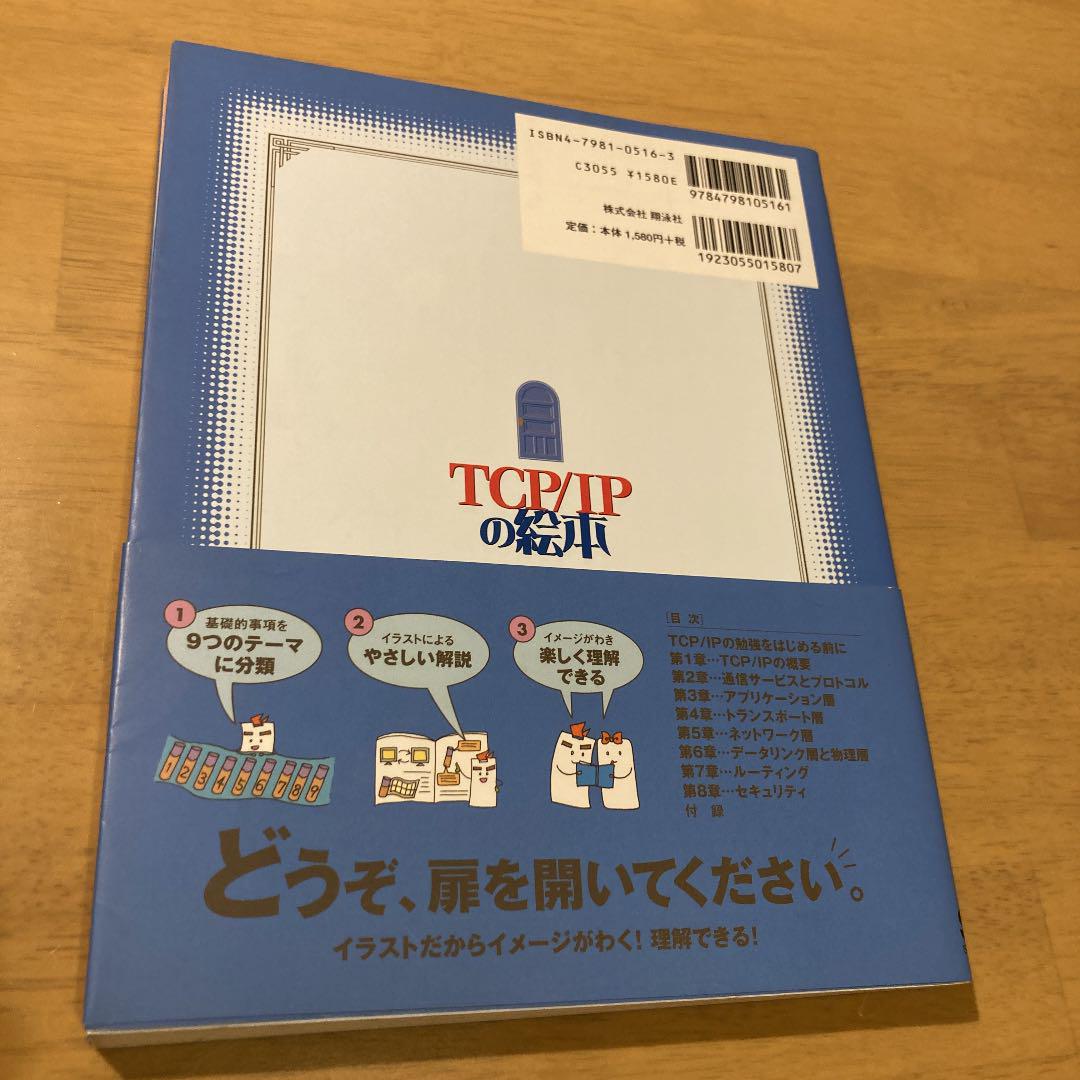 ISBN4-7981-0516-3
C3055 ¥1580E
9784798105161
株式会社 翔泳社
定価：本体1,580円＋税
1923055015807
TCP/IP
の絵本
1
基礎的事項を
9つのテーマ
に分類
2
イラストによる
やさしい解説
3
イメージがわき
楽しく理解
できる
1 2 3 4 5 6 7 8 9
［目 次］
TCP/IPの勉強をはじめる前に
第1章…TCP/IPの概要
第2章…通信サービスとプロトコル
第3章…アプリケーション層
第4章…トランスポート層
第5章…ネットワーク層
第6章…データリンク層と物理層
第7章…ルーティング
第8章…セキュリティ
付 録
どうぞ、扉を開いてください。
イラストだからイメージがわく！理解できる！